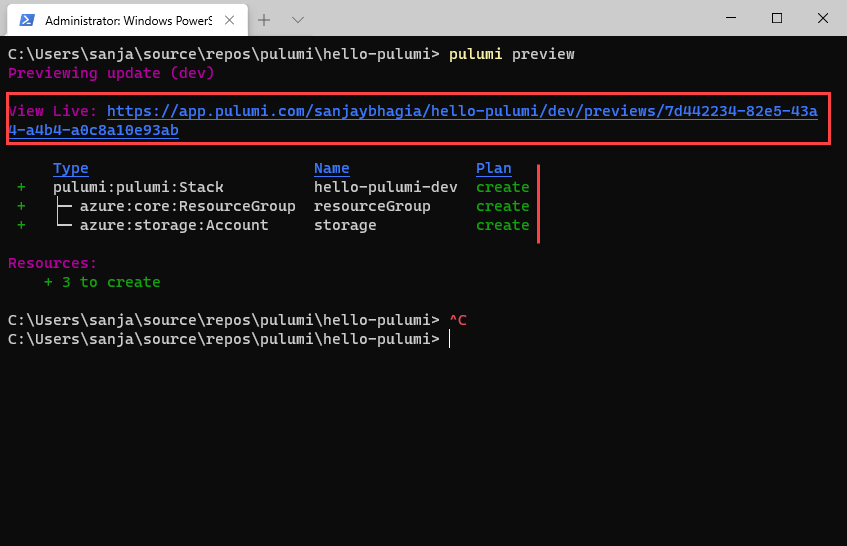 Administrator: Windows PowerS
C:\Users\sanja\source\repos\pulumi\hello-pulumi> pulumi preview
Previewing update (dev)
View Live: https://app.pulumi.com/sanjaybhagia/hello-pulumi/dev/previews/7d442234-82e5-43a
4-a4b4-a0c8a10e93ab
Type Name Plan
+ pulumi:pulumi:Stack hello-pulumi-dev create
+ ├─ azure:core:ResourceGroup resourceGroup create
+ └─ azure:storage:Account storage create
Resources:
+ 3 to create
C:\Users\sanja\source\repos\pulumi\hello-pulumi> ^C
C:\Users\sanja\source\repos\pulumi\hello-pulumi>